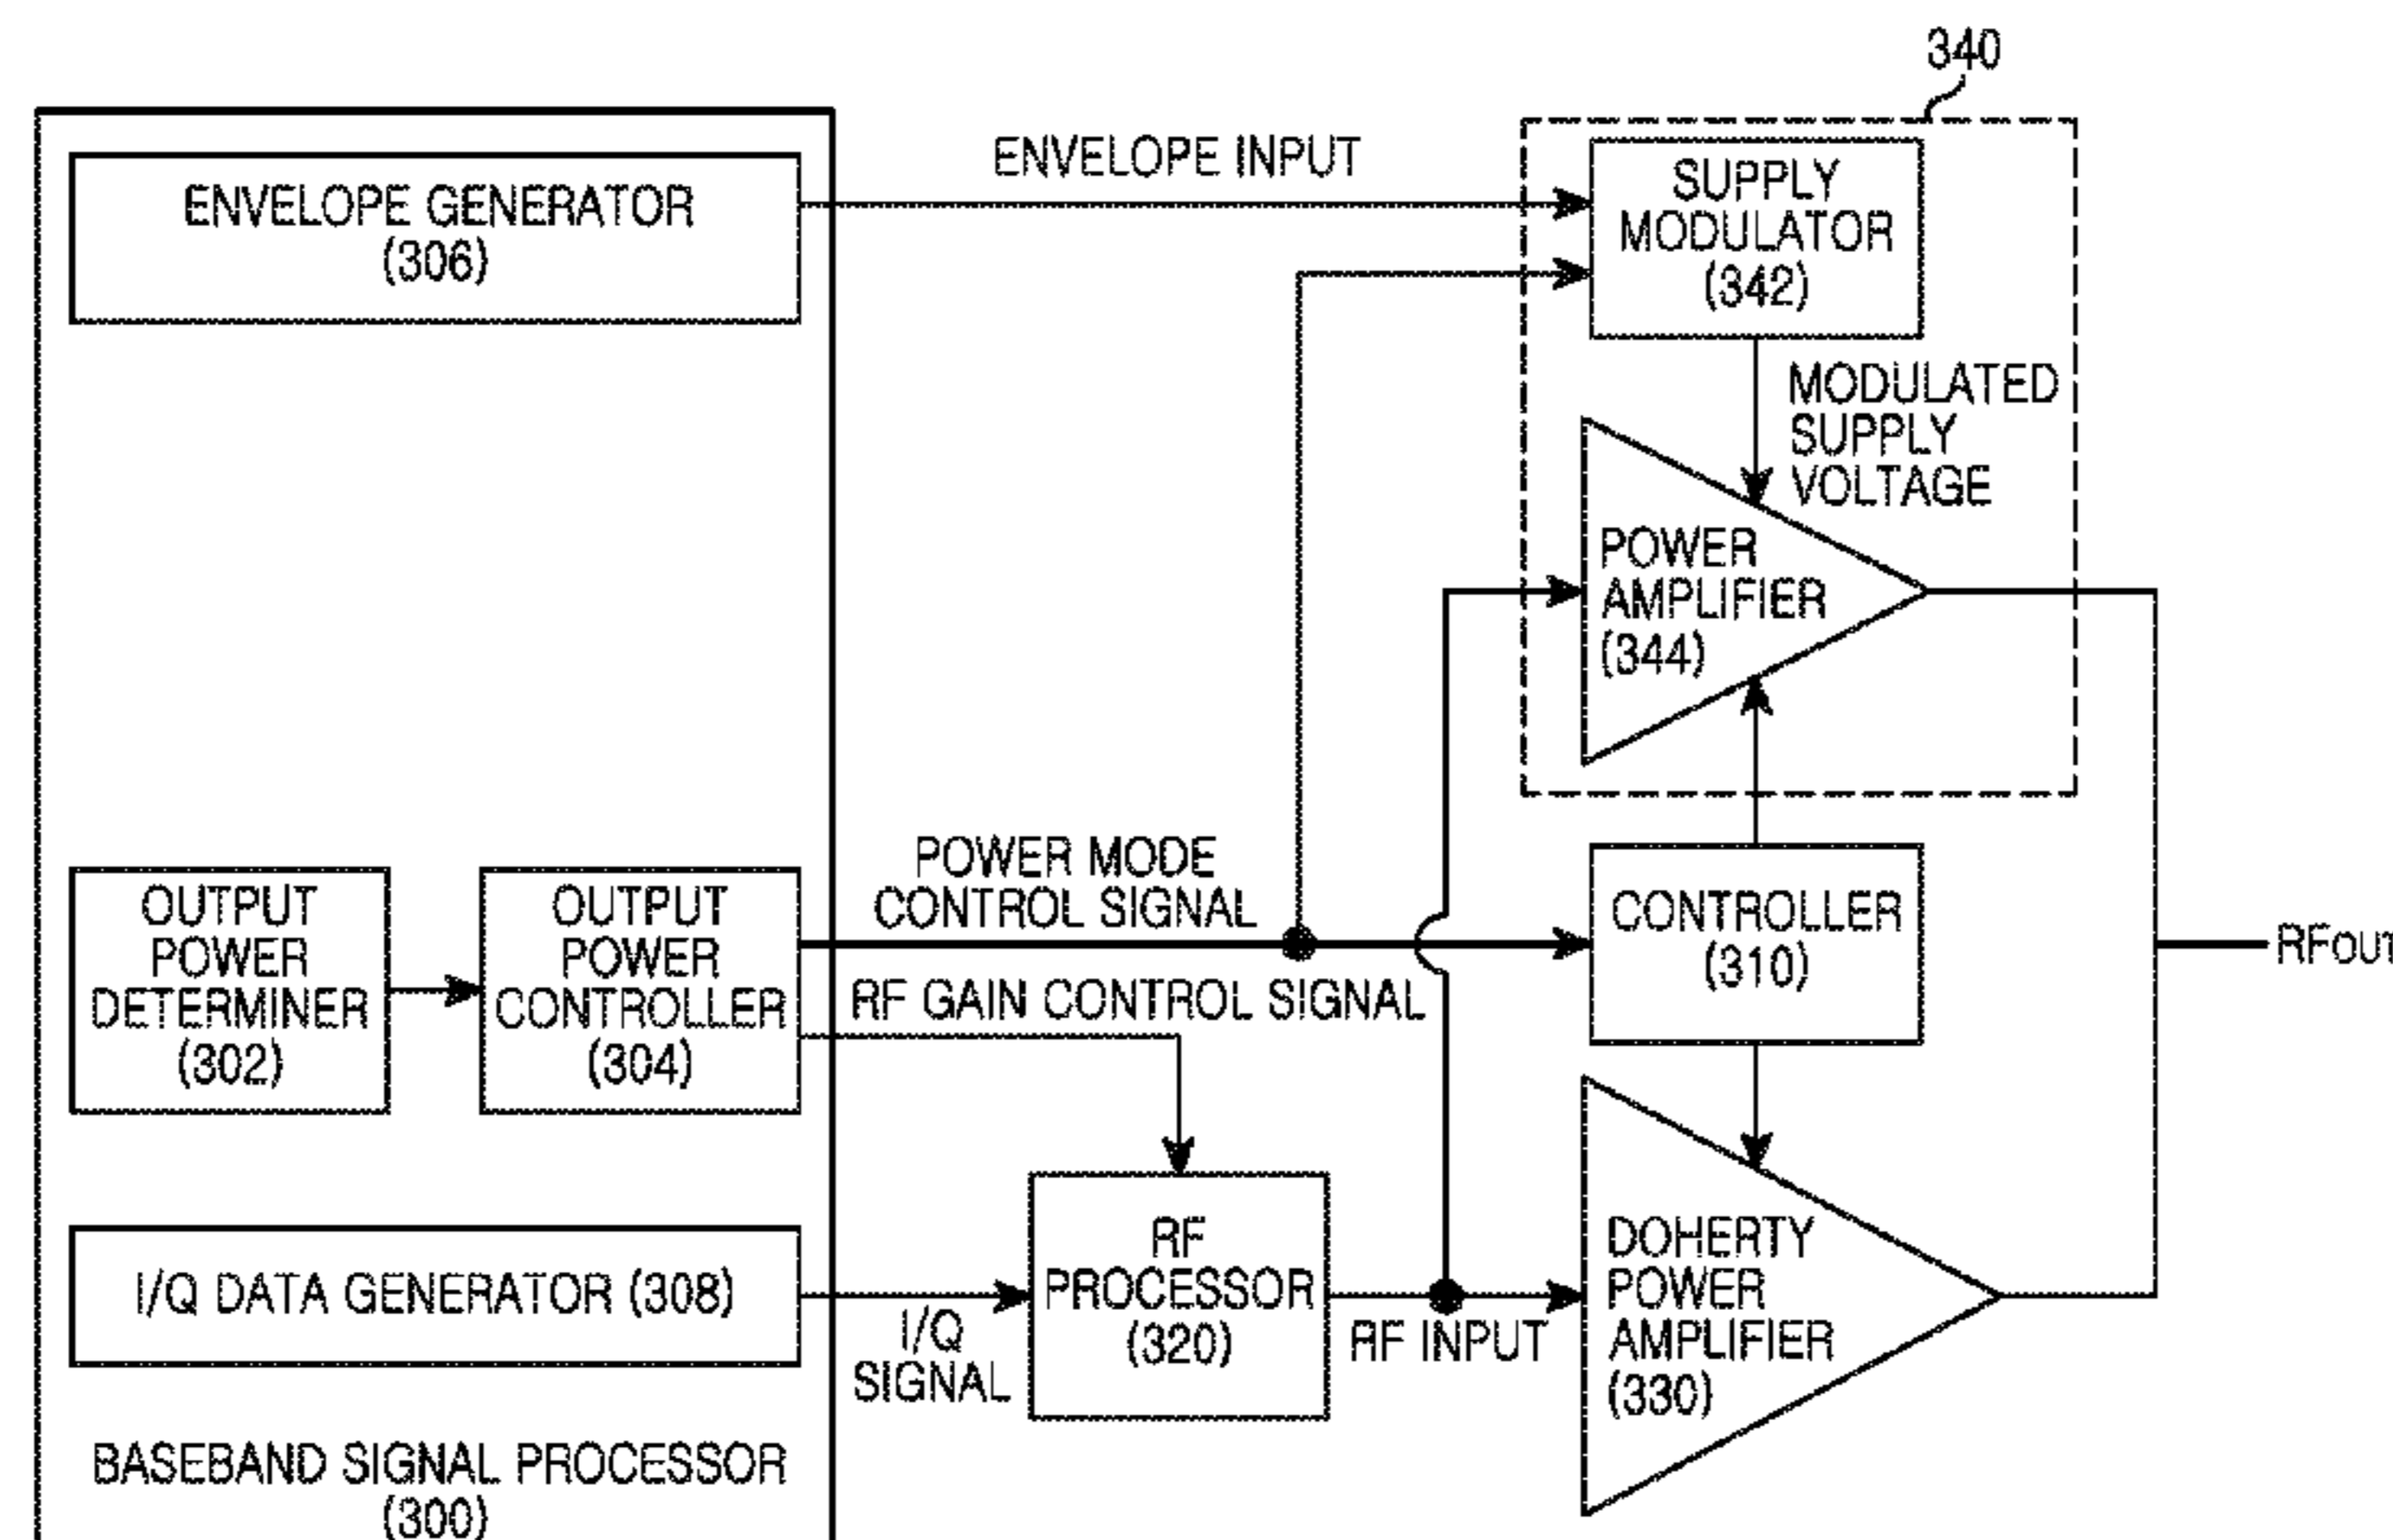 340
ENVELOPE GENERATOR
(306)
ENVELOPE INPUT
SUPPLY
MODULATOR
(342)
MODULATED
SUPPLY
VOLTAGE
POWER
AMPLIFIER
(344)
OUTPUT
POWER
DETERMINER
(302)
OUTPUT
POWER
CONTROLLER
(304)
POWER MODE
CONTROL SIGNAL
RF GAIN CONTROL SIGNAL
CONTROLLER
(310)
RFOUT
I/Q DATA GENERATOR (308)
I/Q
SIGNAL
RF
PROCESSOR
(320)
RF INPUT
DOHERTY
POWER
AMPLIFIER
(330)
BASEBAND SIGNAL PROCESSOR
(300)